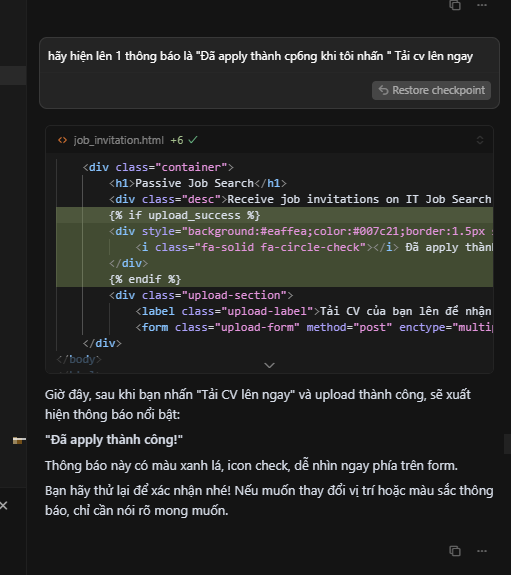 hãy hiện lên 1 thông báo là "Đã apply thành cpõng khi tôi nhấn " Tải cv lên ngay
Restore checkpoint
job_invitation.html +6
<div class="container">
<h1>Passive Job Search</h1>
<div class="desc">Receive job invitations on IT Job Search
{% if upload_success %}
<div style="background:#eaffea;color:#007c21;border:1.5px s
<i class="fa-solid fa-circle-check"></i> Đã apply thành
</div>
{% endif %}
<div class="upload-section">
<label class="upload-label">Tải CV của bạn lên để nhận
<form class="upload-form" method="post" enctype="multip
</div>
</body>
Giờ đây, sau khi bạn nhấn "Tải CV lên ngay" và upload thành công, sẽ xuất
hiện thông báo nổi bật:
"Đã apply thành công!"
Thông báo này có màu xanh lá, icon check, dễ nhìn ngay phía trên form.
Bạn hãy thử lại để xác nhận nhé! Nếu muốn thay đổi vị trí hoặc màu sắc thông
báo, chỉ cần nói rõ mong muốn.